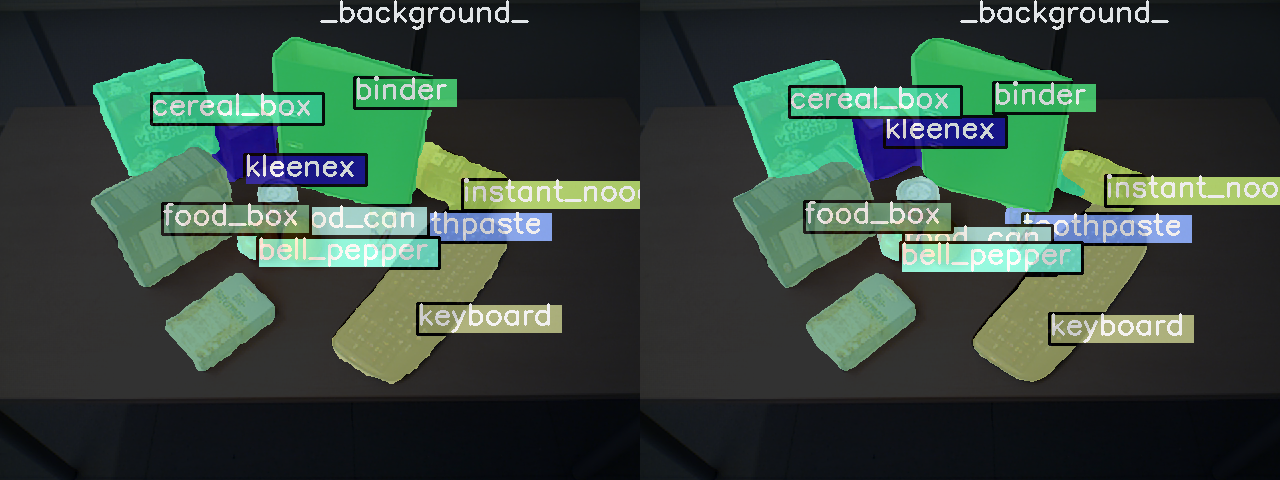 _background_
_background_
binder
cereal_box
kleenex
instant_noo
food_box
od_can
thpaste
bell_pepper
keyboard
binder
cereal_box
kleenex
instant_noo
food_box
toothpaste
food_can
bell_pepper
keyboard